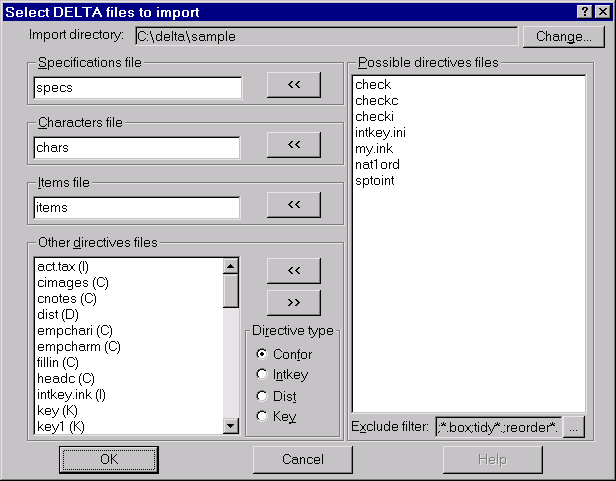 Select DELTA files to import
Import directory: C:\delta\sample Change...
Specifications file
specs <<
Characters file
chars <<
Items file
items <<
Other directives files
act.tax (I)
cimages (C)
cnotes (C)
dist (D)
empchari (C)
empcharm (C)
fillin (C)
headc (C)
intkey.ink (I)
key (K)
key1 (K)
<<
>>
Directive type
Confor
Intkey
Dist
Key
Possible directives files
check
checkc
checki
intkey.ini
my.ink
nat1ord
sptoint
Exclude filter: ;*.box;tidy*.;reorder*. ...
OK Cancel Help